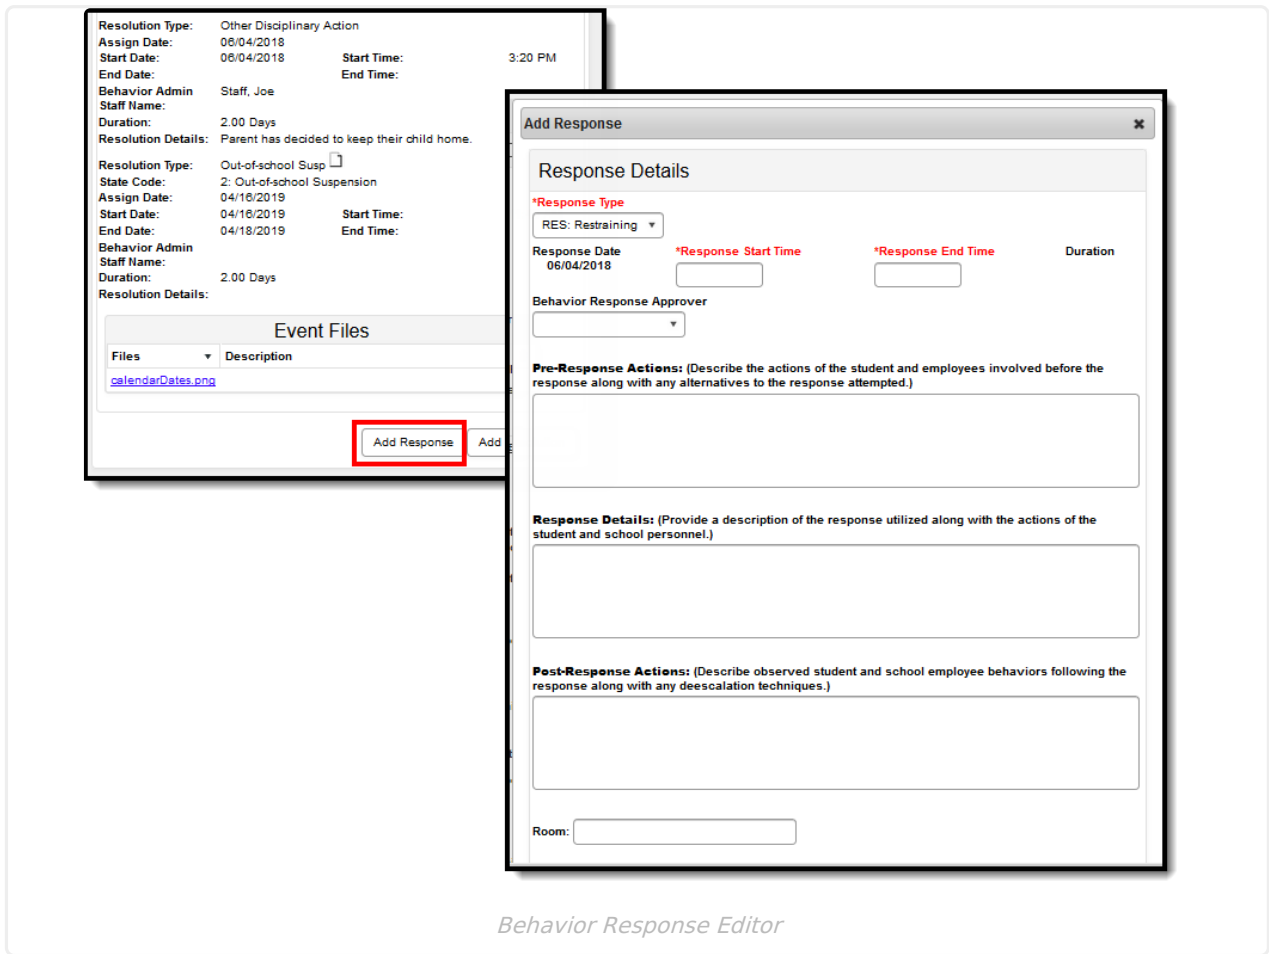 Resolution Type: Other Disciplinary Action
Assign Date: 06/04/2018
Start Date: 06/04/2018 Start Time: 3:20 PM
End Date: End Time:
Behavior Admin Staff, Joe
Staff Name:
Duration: 2.00 Days
Resolution Details: Parent has decided to keep their child home.
Resolution Type: Out-of-school Susp
State Code: 2: Out-of-school Suspension
Assign Date: 04/16/2019
Start Date: 04/16/2019 Start Time:
End Date: 04/18/2019 End Time:
Behavior Admin
Staff Name:
Duration: 2.00 Days
Resolution Details:
Event Files
Files Description
calendarDates.png
Add Response Add
Add Response
Response Details
*Response Type
RES: Restraining
Response Date *Response Start Time *Response End Time Duration
06/04/2018
Behavior Response Approver
Pre-Response Actions: (Describe the actions of the student and employees involved before the
response along with any alternatives to the response attempted.)
Response Details: (Provide a description of the response utilized along with the actions of the
student and school personnel.)
Post-Response Actions: (Describe observed student and school employee behaviors following the
response along with any deescalation techniques.)
Room:
Behavior Response Editor